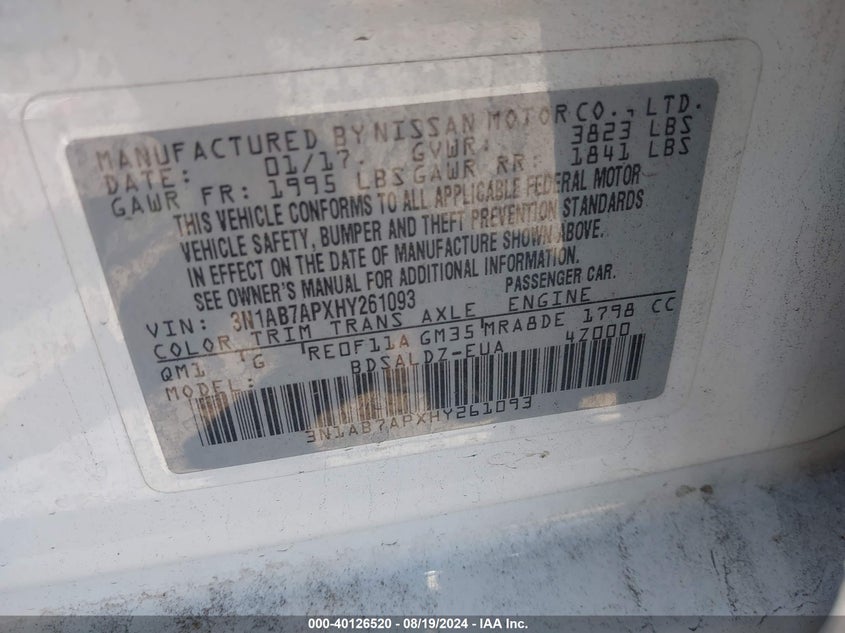 MANUFACTURED BY NISSAN MOTOR CO., LTD.
DATE: 01/17. GVWR: 3823 LBS
GAWR FR: 1995 LBS GAWR RR: 1841 LBS
THIS VEHICLE CONFORMS TO ALL APPLICABLE FEDERAL MOTOR
VEHICLE SAFETY, BUMPER AND THEFT PREVENTION STANDARDS
IN EFFECT ON THE DATE OF MANUFACTURE SHOWN ABOVE.
SEE OWNER'S MANUAL FOR ADDITIONAL INFORMATION.
VIN: 3N1AB7APXHY261093 PASSENGER CAR.
COLOR TRIM TRANS AXLE ENGINE
QM1 G RE0F11A GM35 MRA8DE 1798 CC
MODEL: BDSALDZ-EUA 4Z000
3N1AB7APXHY261093
000-40126520 - 08/19/2024 - IAA Inc.